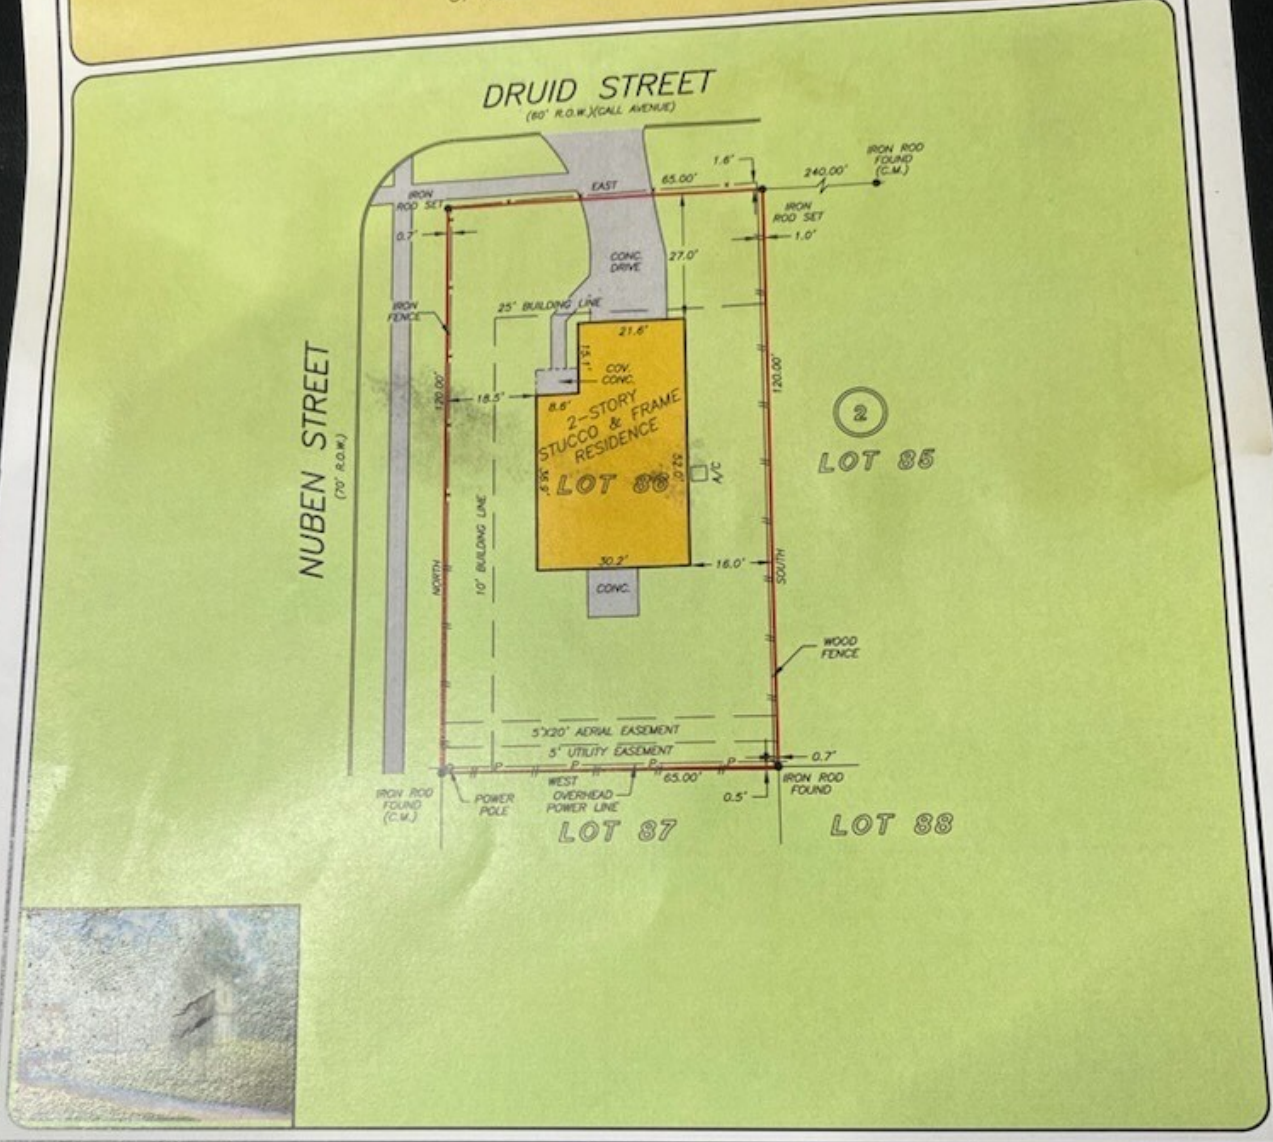 DRUID STREET
(60' R.O.W.)(CALL AVENUE)
IRON ROD
FOUND
(C.M.)
1.6'
240.00'
EAST
65.00'
IRON
ROD SET
IRON
ROD SET
0.7'
1.0'
CONC.
DRIVE
27.0'
25' BUILDING LINE
IRON
FENCE
21.6'
15.1'
COV.
CONC.
120.00'
18.5'
8.6'
120.00'
2-STORY
STUCCO & FRAME
RESIDENCE
2
LOT 85
NUBEN STREET
(70' R.O.W.)
36.9'
LOT 86
52.0'
A/C
10' BUILDING LINE
NORTH
30.2'
16.0'
SOUTH
CONC.
WOOD
FENCE
5'X20' AERIAL EASEMENT
5' UTILITY EASEMENT
0.7'
P P P P P
WEST
65.00'
IRON ROD
FOUND
IRON ROD
FOUND
(C.M.)
POWER
POLE
OVERHEAD
POWER LINE
0.5'
LOT 87
LOT 88